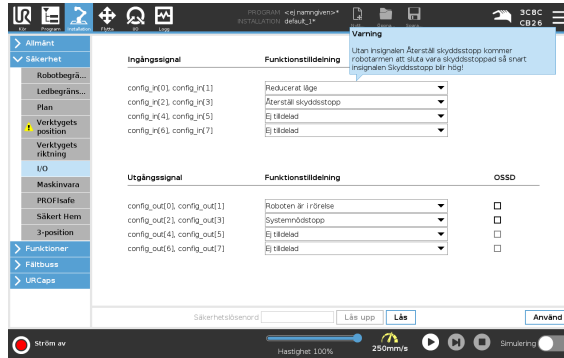 PROGRAM <ej namngiven>*
INSTALLATION default_1*
3C8C
CB26
Kör Program Installation Flytta I/O Logg
Varning
Utan insignalen Återställ skyddsstopp kommer
robotarmen att sluta vara skyddsstoppad så snart
insignalen Skyddsstopp blir hög!
Allmänt
Säkerhet
Robotbegrä...
Ledbegräns...
Plan
Verktygets
position
Verktygets
riktning
I/O
Maskinvara
PROFIsafe
Säkert Hem
3-position
Funktioner
Fältbuss
URCaps
Ingångssignal Funktionstilldelning
config_in[0], config_in[1] Reducerat läge
config_in[2], config_in[3] Återställ skyddsstopp
config_in[4], config_in[5] Ej tilldelad
config_in[6], config_in[7] Ej tilldelad
Utgångssignal Funktionstilldelning OSSD
config_out[0], config_out[1] Roboten är i rörelse
config_out[2], config_out[3] Systemnödstopp
config_out[4], config_out[5] Ej tilldelad
config_out[6], config_out[7] Ej tilldelad
Säkerhetslösenord Lås upp Lås Använd
Ström av Hastighet 100% 250mm/s Simulering